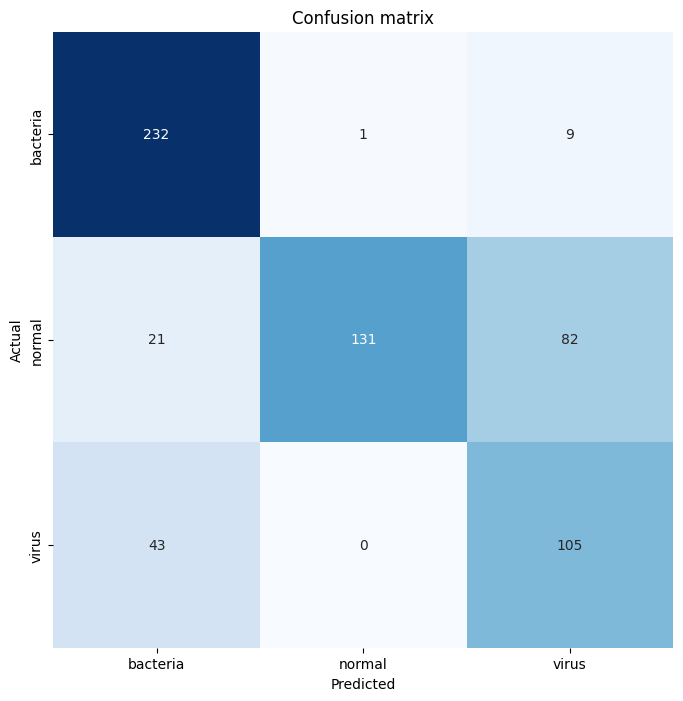 Confusion matrix
bacteria
232
1
9
Actual
normal
21
131
82
virus
43
0
105
bacteria
normal
virus
Predicted